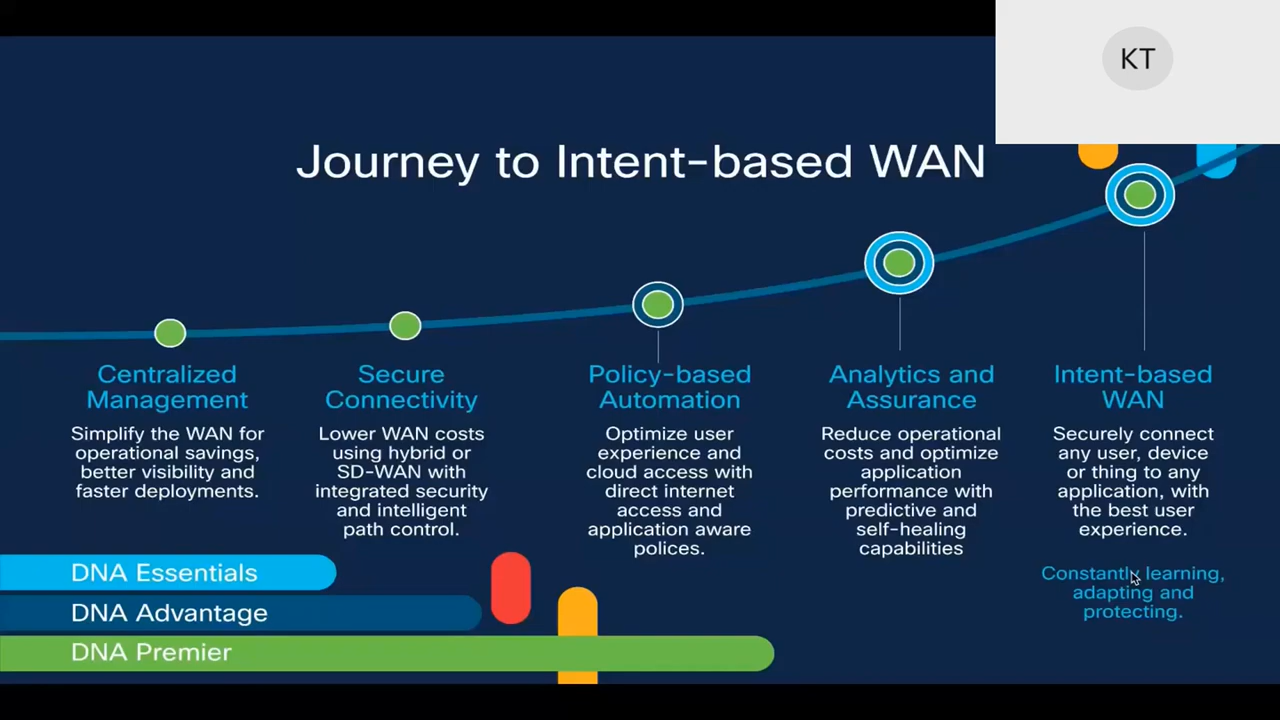 KT
Journey to Intent-based WAN
Centralized
Management
Simplify the WAN for
operational savings,
better visibility and
faster deployments.
Secure
Connectivity
Lower WAN costs
using hybrid or
SD-WAN with
integrated security
and intelligent
path control.
Policy-based
Automation
Optimize user
experience and
cloud access with
direct internet
access and
application aware
polices.
Analytics and
Assurance
Reduce operational
costs and optimize
application
performance with
predictive and
self-healing
capabilities
Intent-based
WAN
Securely connect
any user, device
or thing to any
application, with
the best user
experience.
Constantly learning,
adapting and
protecting.
DNA Essentials
DNA Advantage
DNA Premier